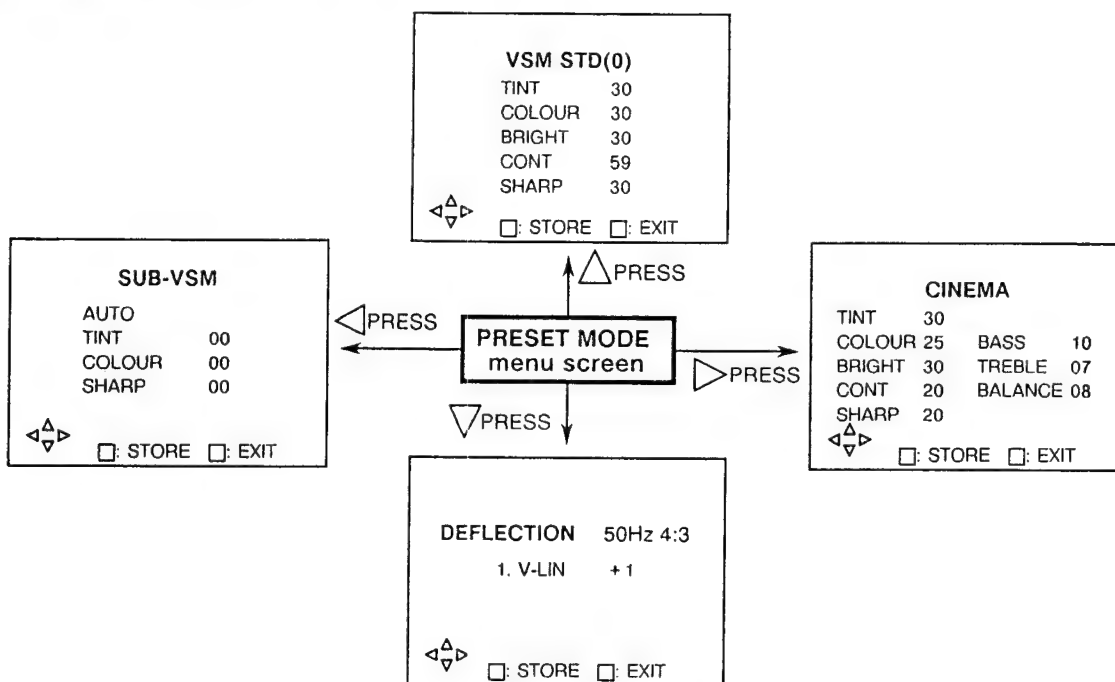 VSM STD(0)
TINT 30
COLOUR 30
BRIGHT 30
CONT 59
SHARP 30
□: STORE □: EXIT
SUB-VSM
AUTO
TINT 00
COLOUR 00
SHARP 00
□: STORE □: EXIT
△PRESS
◁PRESS
PRESET MODE
menu screen
▷PRESS
▽PRESS
CINEMA
TINT 30
COLOUR 25 BASS 10
BRIGHT 30 TREBLE 07
CONT 20 BALANCE 08
SHARP 20
□: STORE □: EXIT
DEFLECTION 50Hz 4:3
1. V-LIN +1
□: STORE □: EXIT